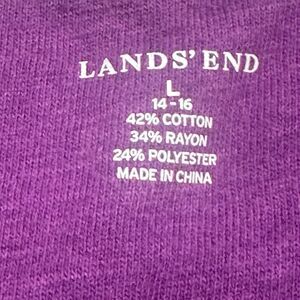 LANDS' END
L
14-16
42% COTTON
34% RAYON
24% POLYESTER
MADE IN CHINA